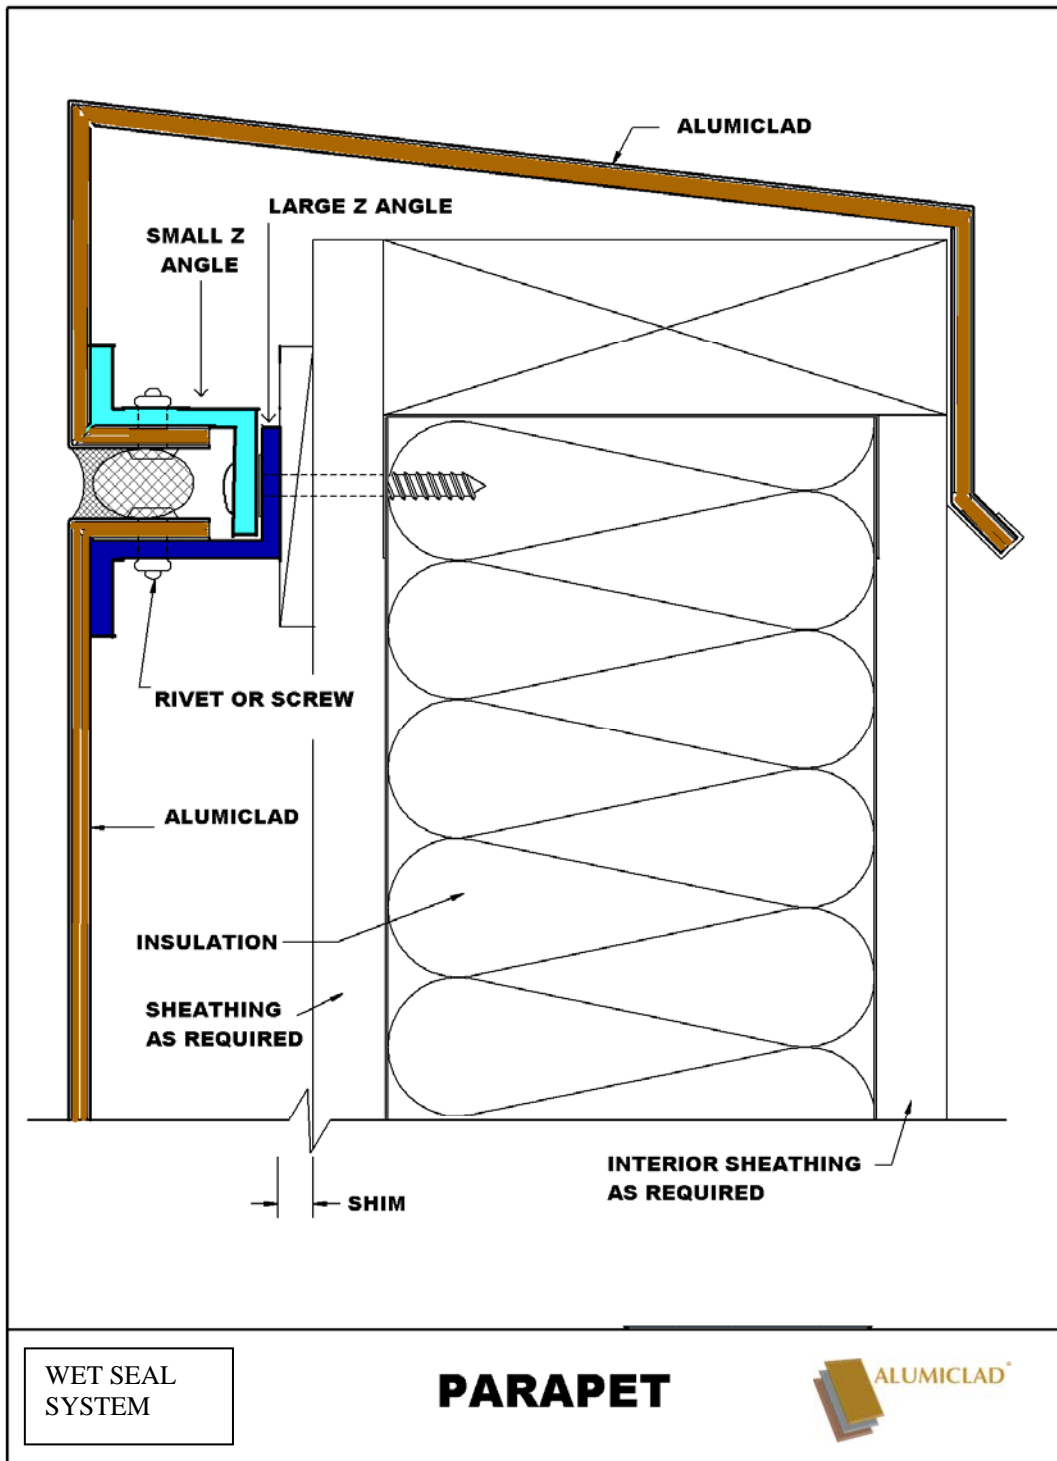 ALUMICLAD
LARGE Z ANGLE
SMALL Z
ANGLE
RIVET OR SCREW
ALUMICLAD
INSULATION
SHEATHING
AS REQUIRED
INTERIOR SHEATHING
AS REQUIRED
SHIM
WET SEAL
SYSTEM
PARAPET
ALUMICLAD®